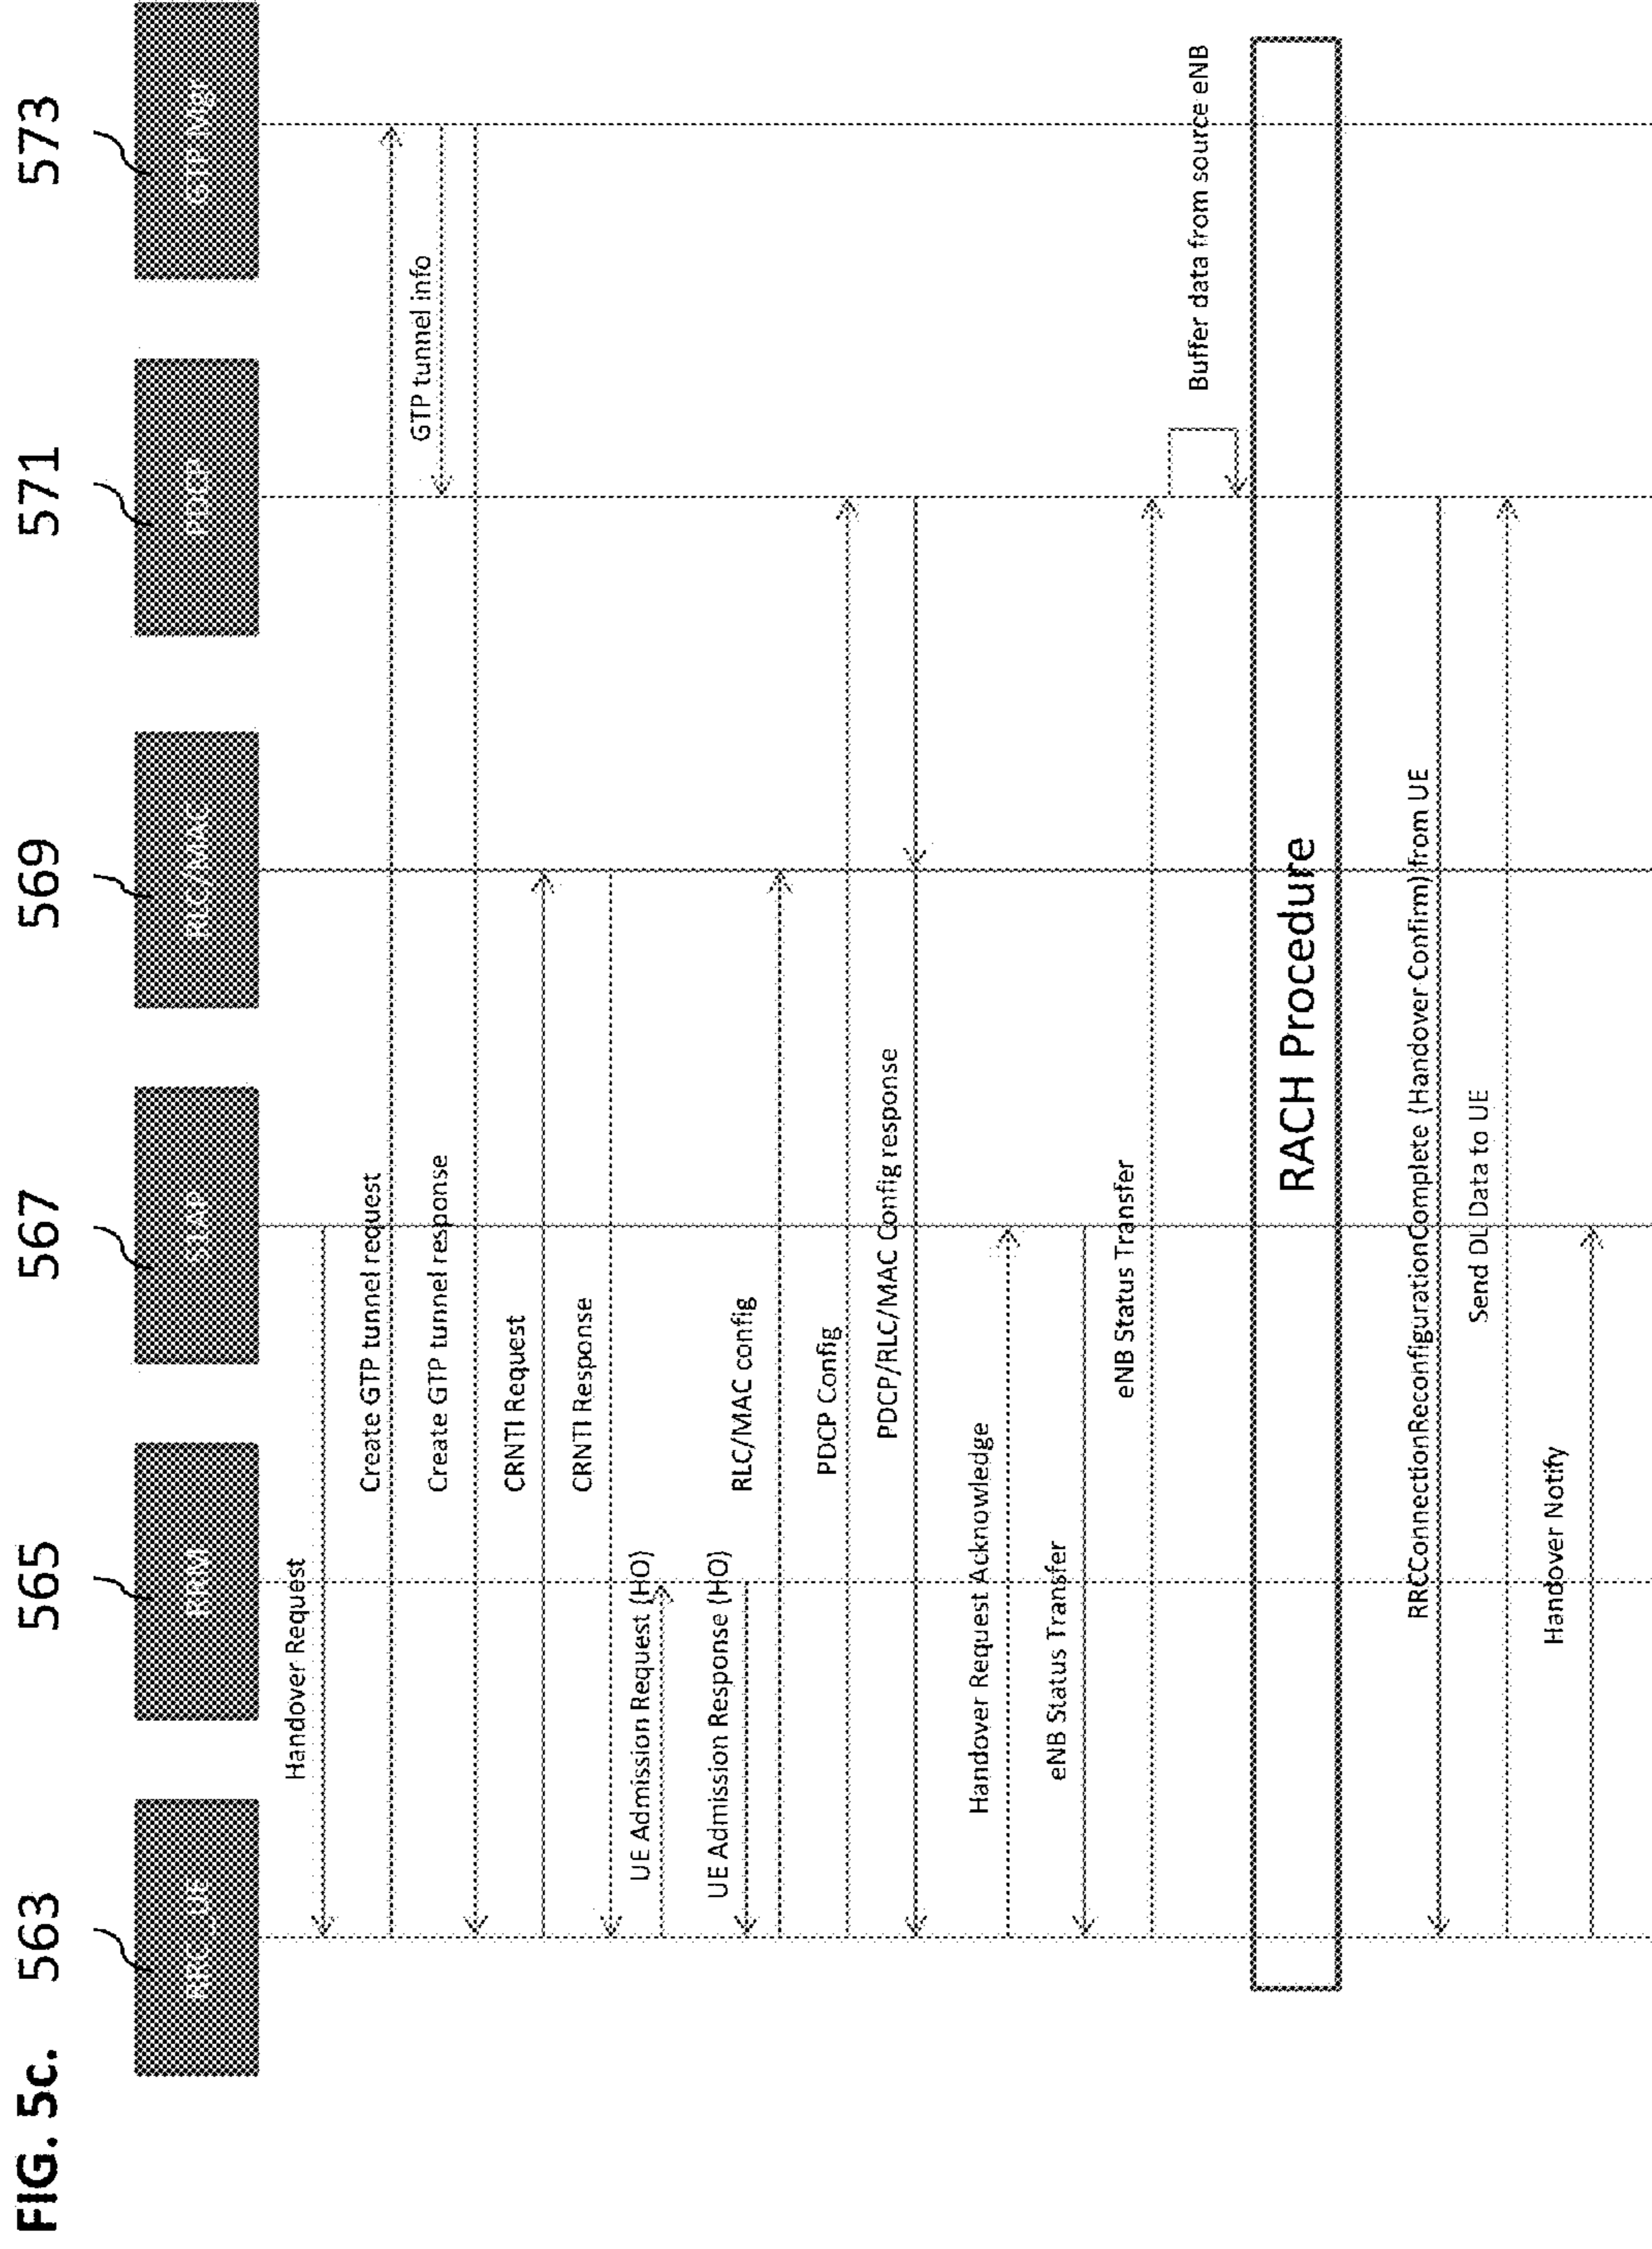 FIG. 5c.
563
565
567
569
571
573
RRM
S1AP
RLC/MAC
PDCP
GTP Mgr
Handover Request
Create GTP tunnel request
GTP tunnel info
Create GTP tunnel response
CRNTI Request
CRNTI Response
UE Admission Request (HO)
UE Admission Response (HO)
RLC/MAC config
PDCP Config
PDCP/RLC/MAC Config response
Handover Request Acknowledge
eNB Status Transfer
eNB Status Transfer
Buffer data from source eNB
RACH Procedure
RRCConnectionReconfigurationComplete (Handover Confirm) from UE
Send DL Data to UE
Handover Notify